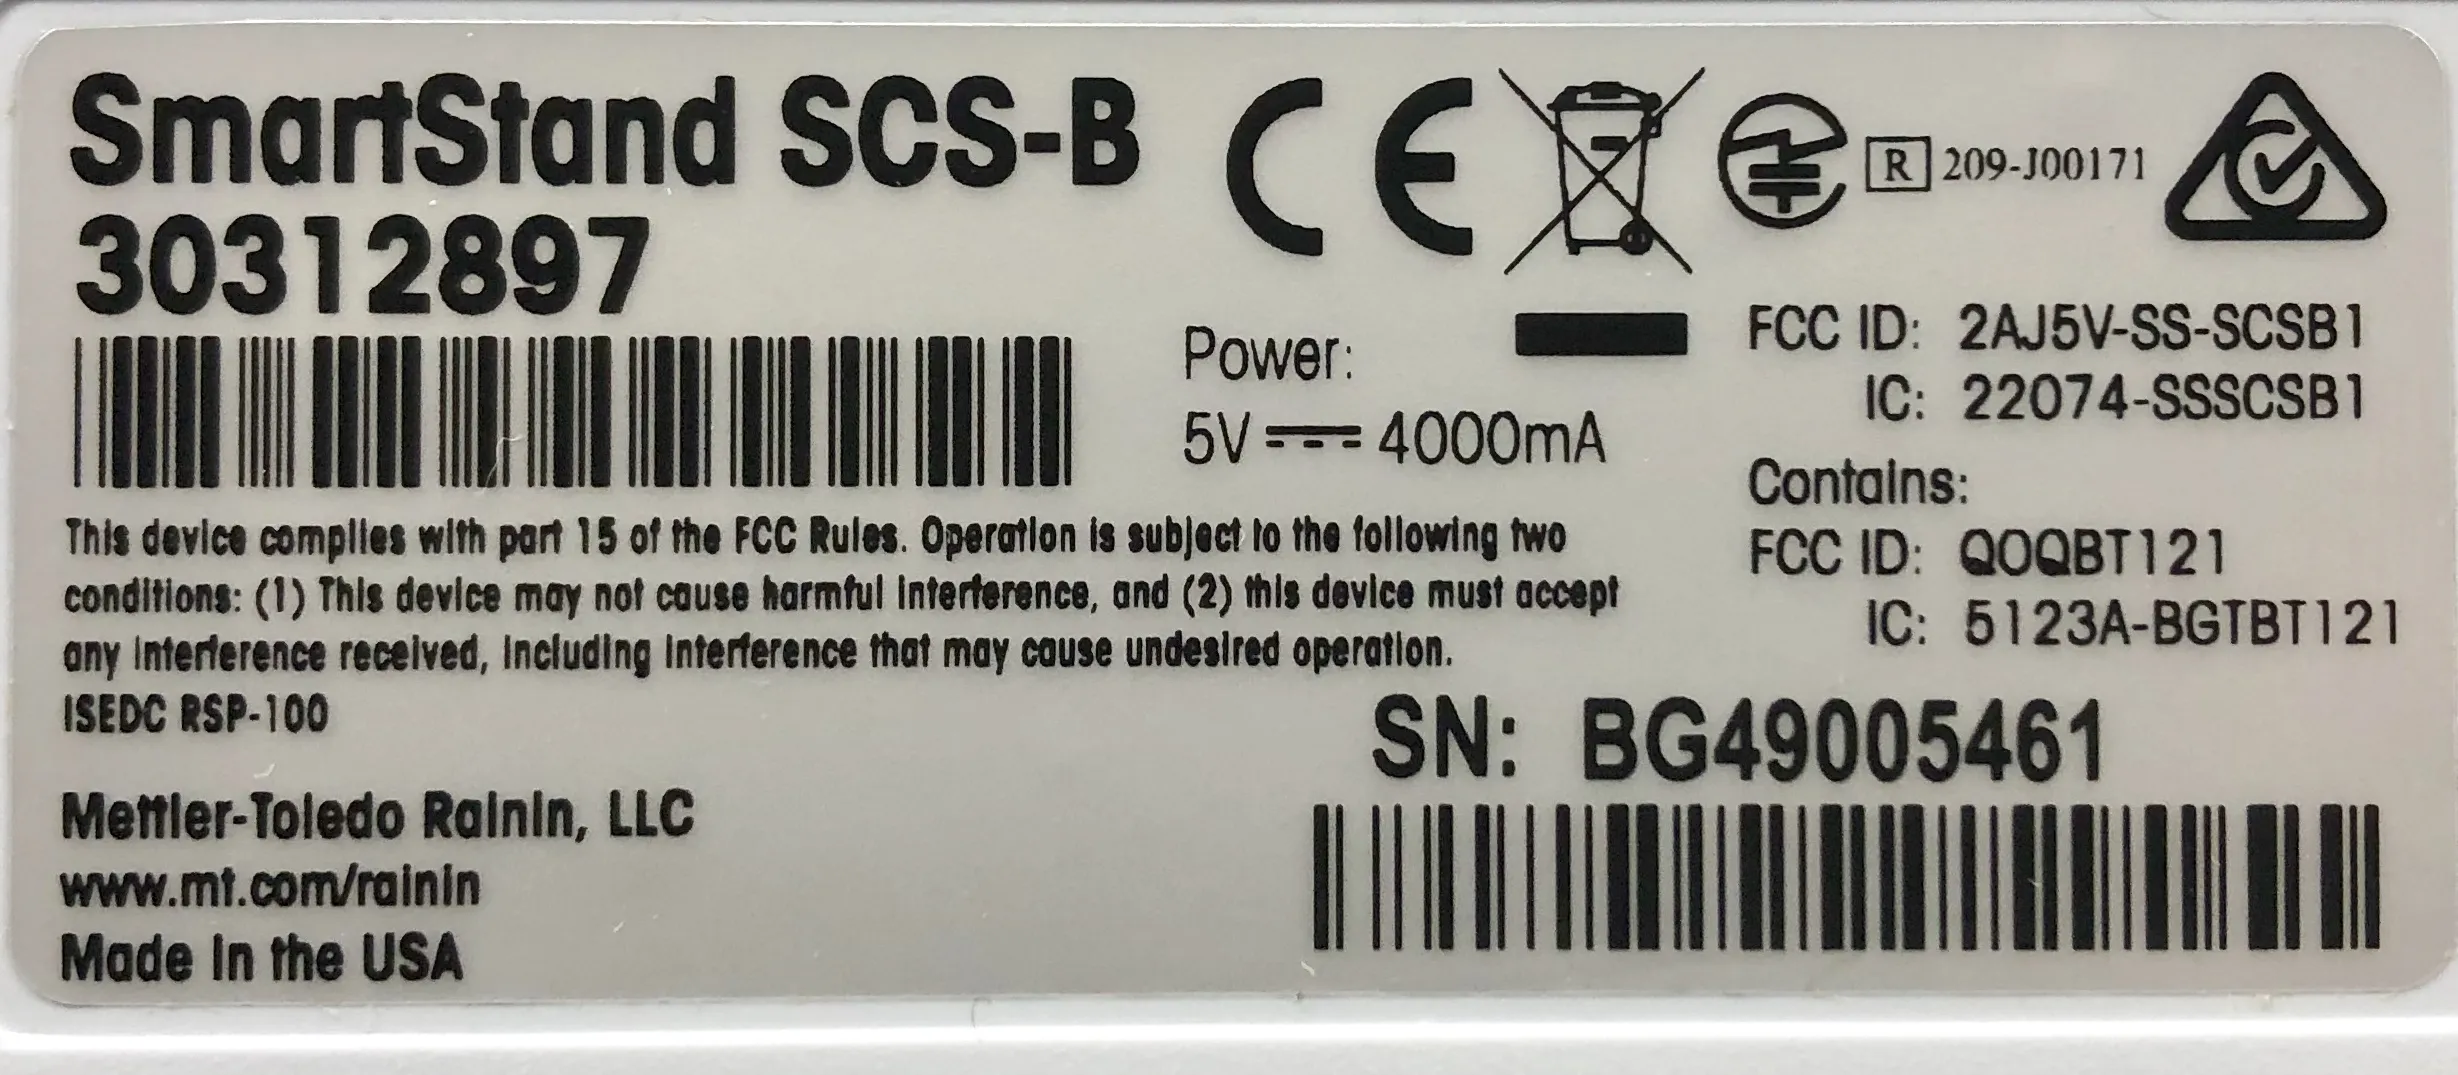 SmartStand SCS-B
30312897
CE
R 209-J00171
Power:
5V ⎓ 4000mA
FCC ID: 2AJ5V-SS-SCSB1
IC: 22074-SSSCSB1
Contains:
FCC ID: QOQBT121
IC: 5123A-BGTBT121
This device complies with part 15 of the FCC Rules. Operation is subject to the following two
conditions: (1) This device may not cause harmful interference, and (2) this device must accept
any interference received, including interference that may cause undesired operation.
ISEDC RSP-100
SN: BG49005461
Mettler-Toledo Rainin, LLC
www.mt.com/rainin
Made in the USA